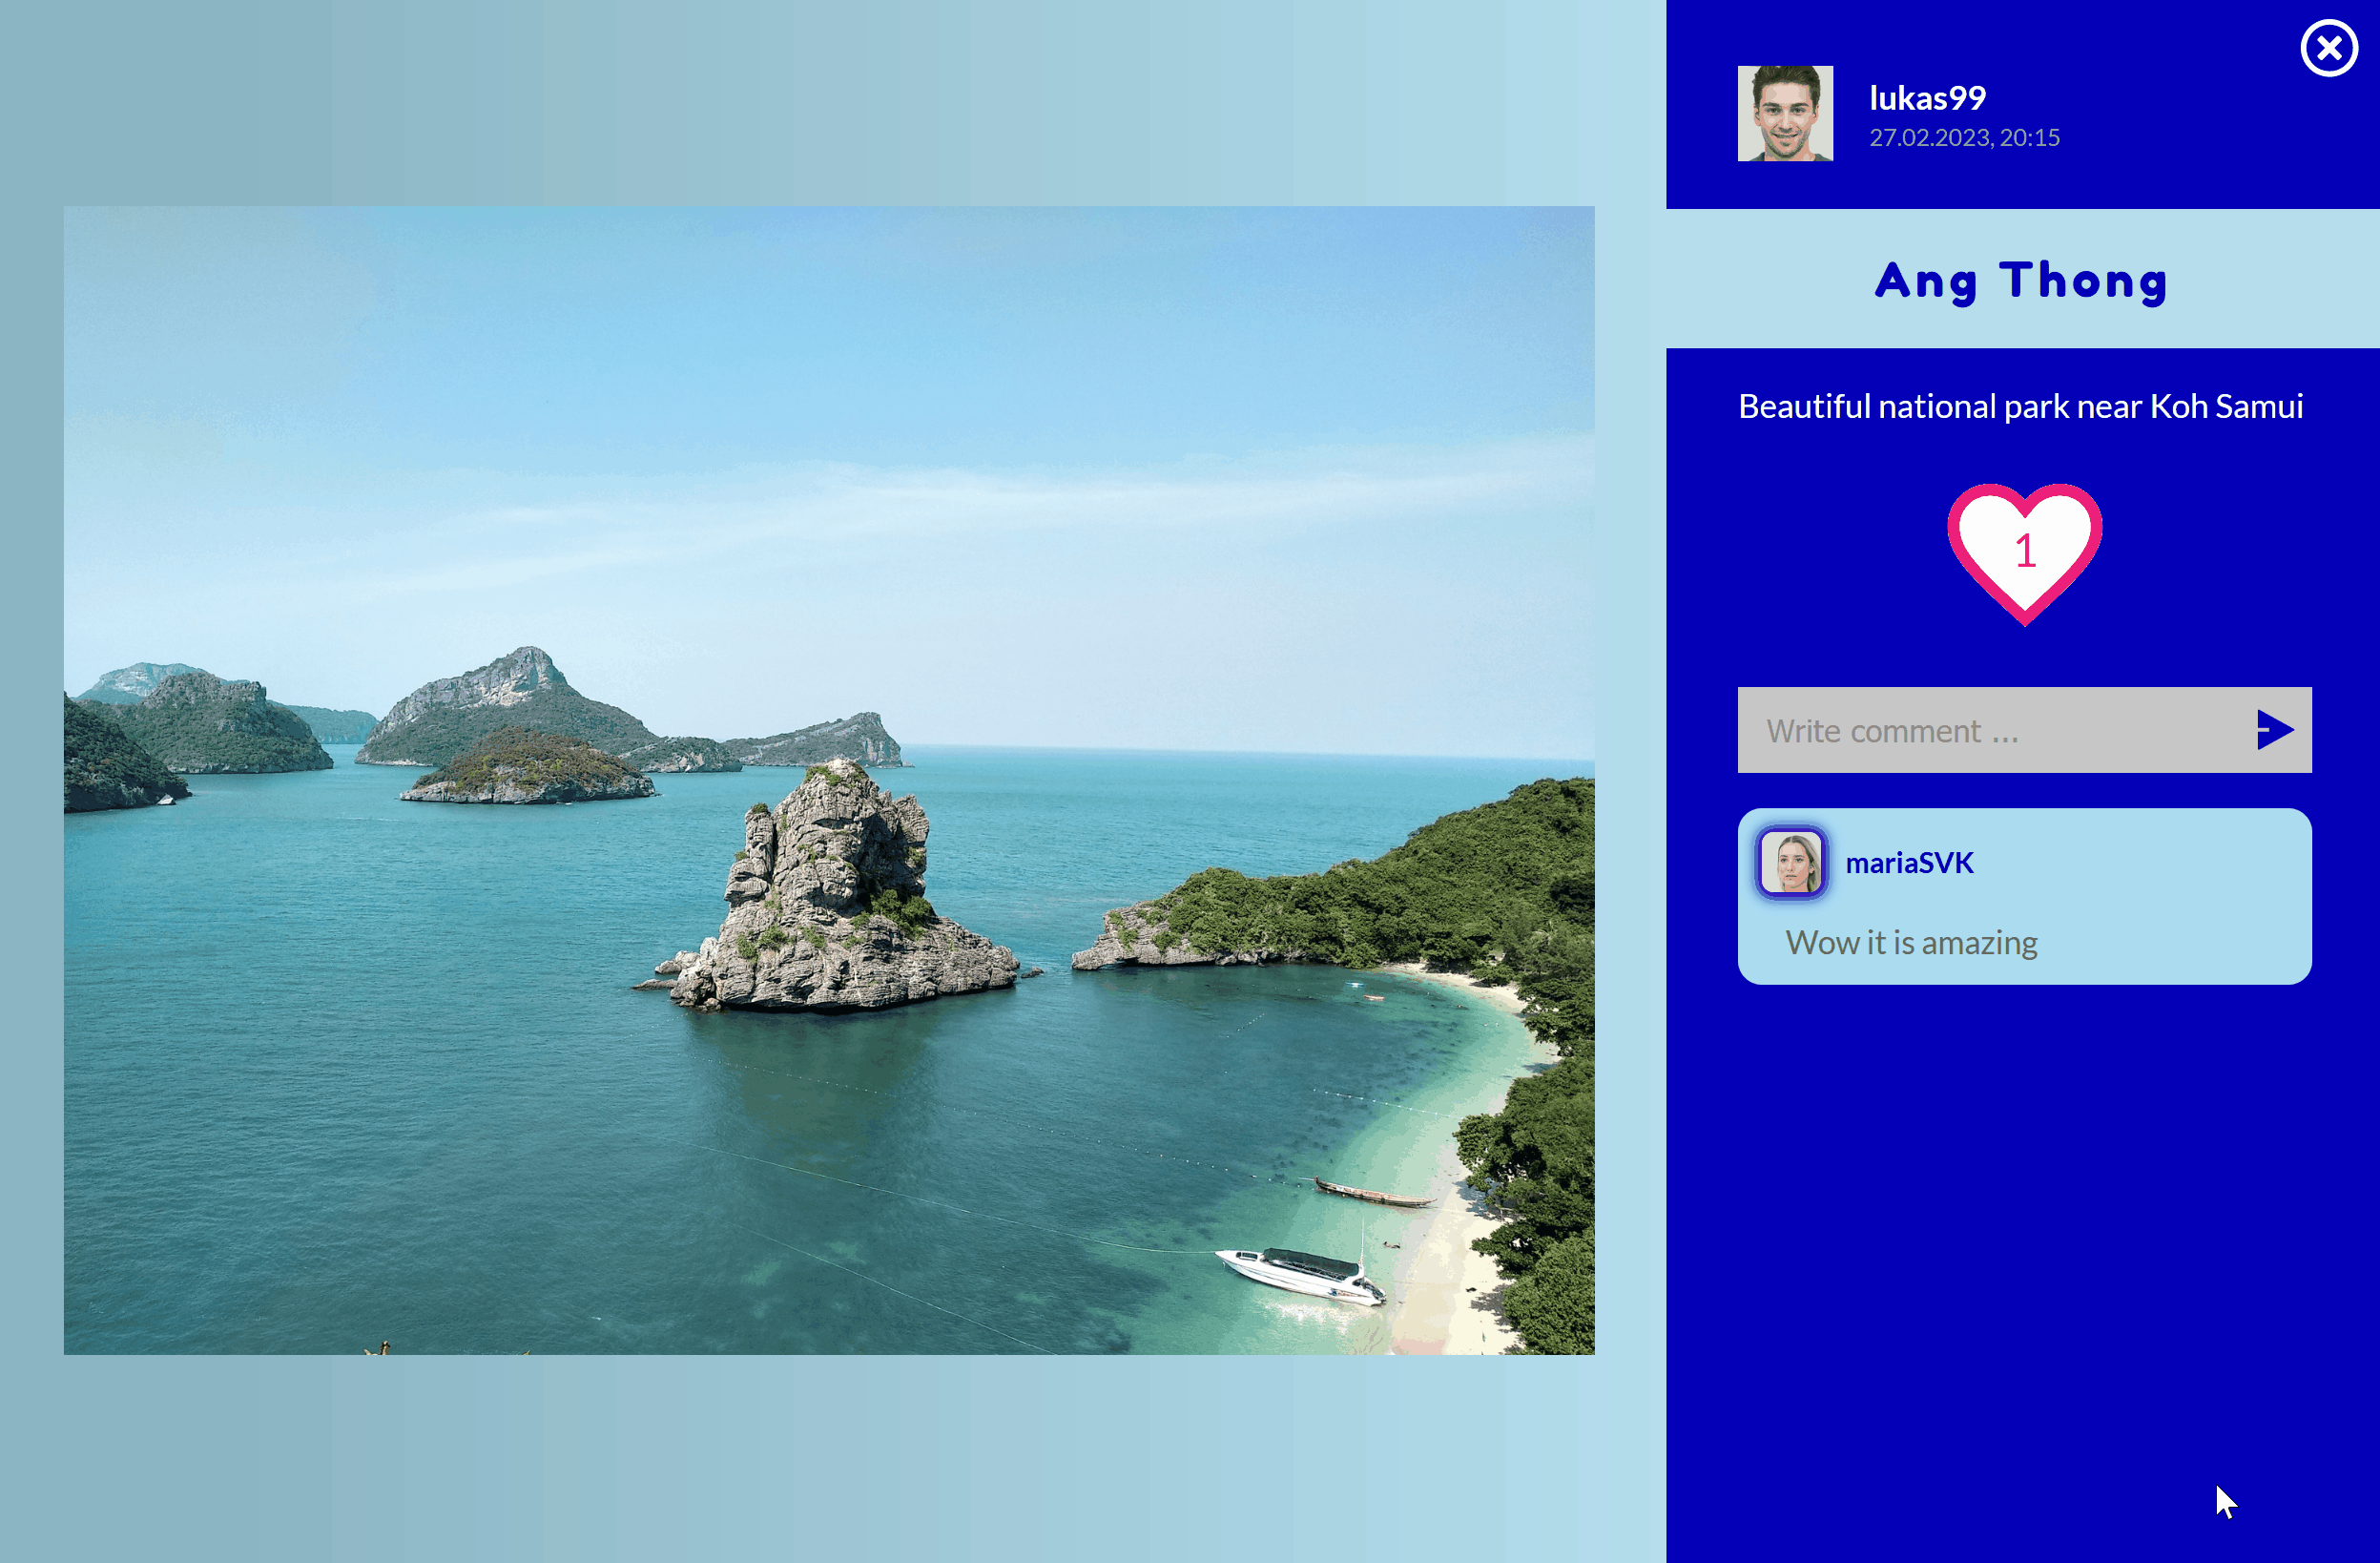 lukas99
27.02.2023, 20:15
Ang Thong
Beautiful national park near Koh Samui
1
Write comment ...
mariaSVK
Wow it is amazing